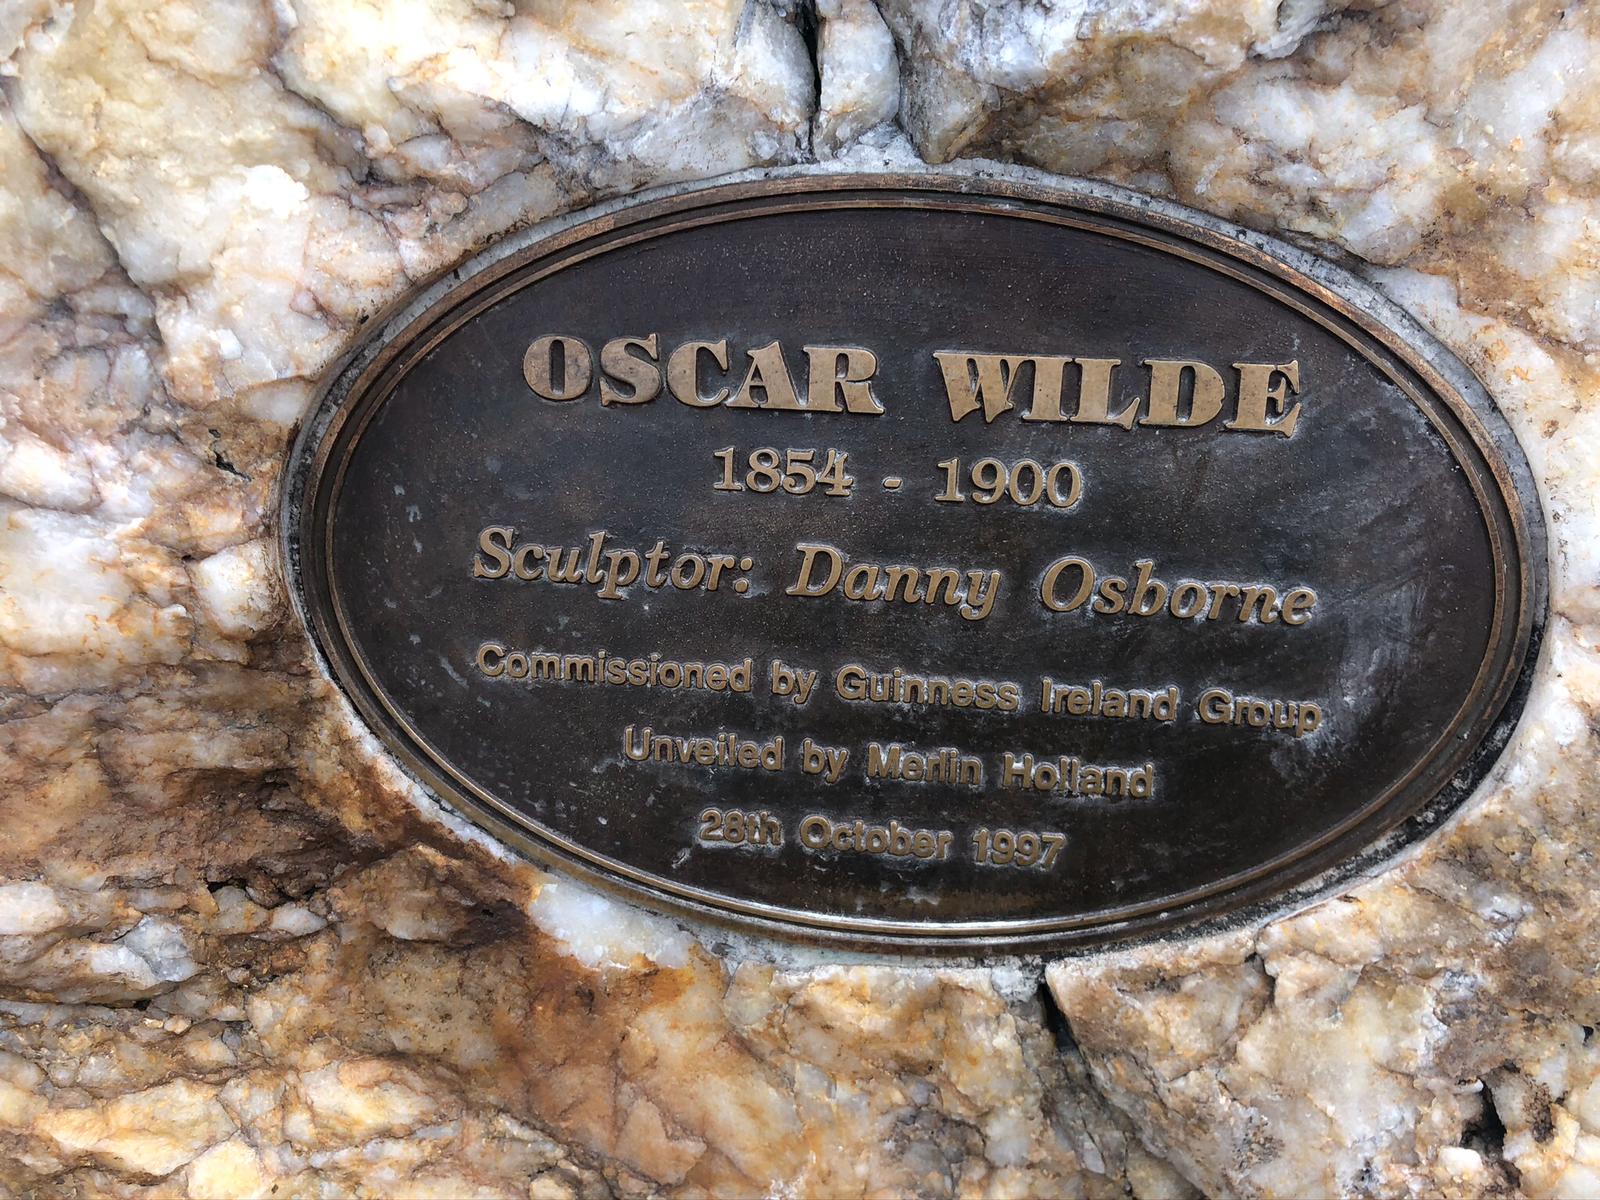 OSCAR WILDE
1854 - 1900
Sculptor: Danny Osborne
Commissioned by Guinness Ireland Group
Unveiled by Merlin Holland
28th October 1997